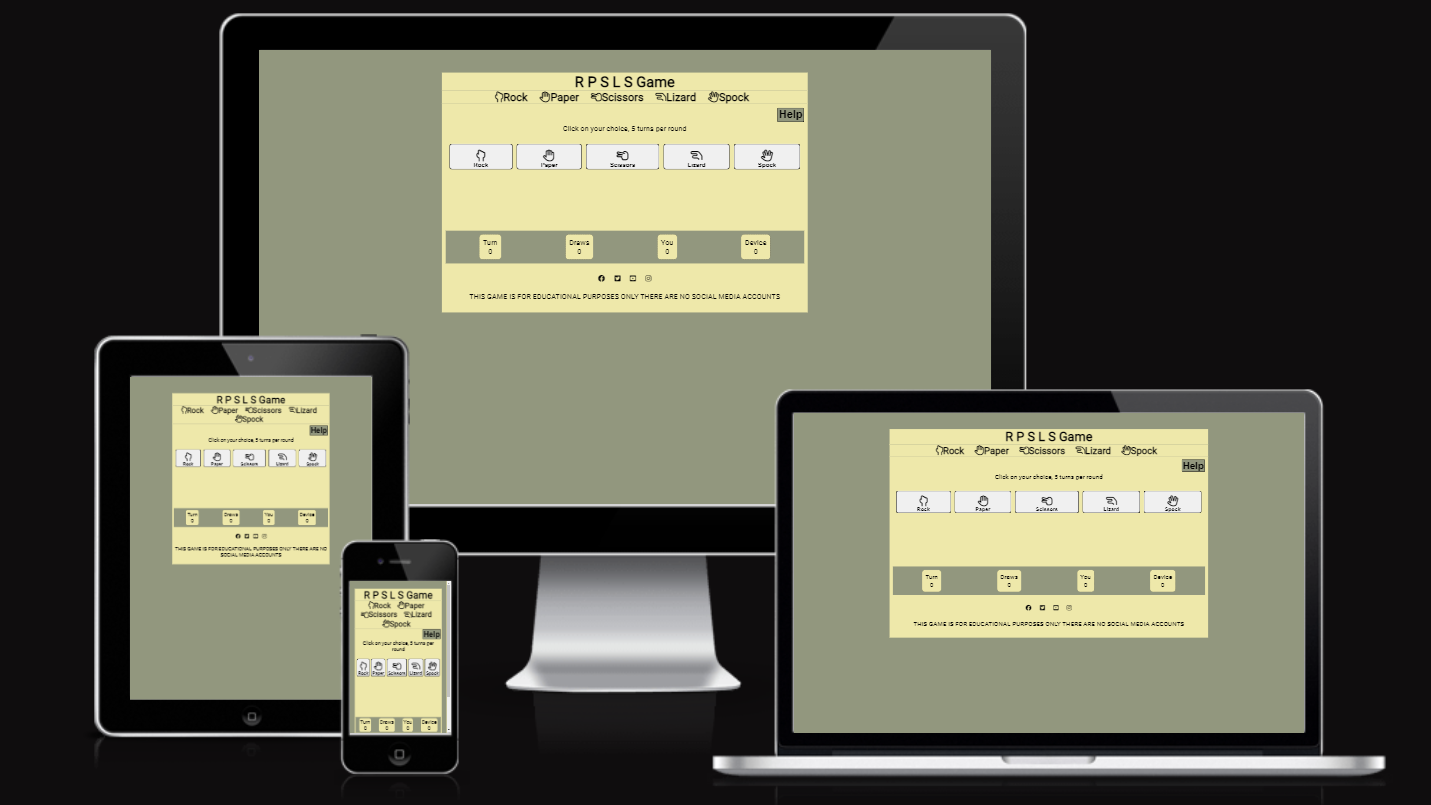 R P S L S Game
Rock Paper Scissors Lizard Spock
Help
Click on your choice, 5 turns per round
Rock Paper Scissors Lizard Spock
Turn Draws You Device
0 0 0 0
THIS GAME IS FOR EDUCATIONAL PURPOSES ONLY THERE ARE NO SOCIAL MEDIA ACCOUNTS
R P S L S Game
Rock Paper Scissors Lizard
Spock
Help
Click on your choice, 5 turns per round
Rock Paper Scissors Lizard Spock
Turn Draws You Device
0 0 0 0
THIS GAME IS FOR EDUCATIONAL PURPOSES ONLY THERE ARE NO
SOCIAL MEDIA ACCOUNTS
R P S L S Game
Rock Paper
Scissors Lizard
Spock
Help
Click on your choice, 5 turns per
round
Rock Paper Scissors Lizard Spock
Turn Draws You Device
0 0 0 0
R P S L S Game
Rock Paper Scissors Lizard Spock
Help
Click on your choice, 5 turns per round
Rock Paper Scissors Lizard Spock
Turn Draws You Device
0 0 0 0
THIS GAME IS FOR EDUCATIONAL PURPOSES ONLY THERE ARE NO SOCIAL MEDIA ACCOUNTS